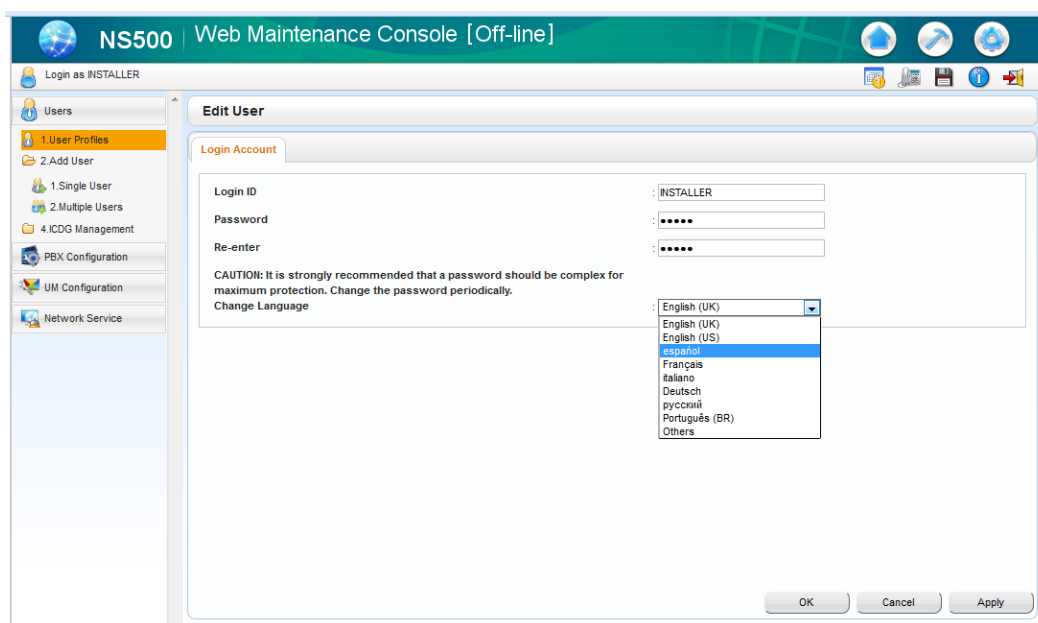 NS500
Web Maintenance Console [Off-line]
Login as INSTALLER
Users
1.User Profiles
2.Add User
1.Single User
2.Multiple Users
4.ICDG Management
PBX Configuration
UM Configuration
Network Service
Edit User
Login Account
Login ID : INSTALLER
Password : •••••
Re-enter : •••••
CAUTION: It is strongly recommended that a password should be complex for
maximum protection. Change the password periodically.
Change Language : English (UK)
English (UK)
English (US)
español
Français
italiano
Deutsch
русский
Português (BR)
Others
OK
Cancel
Apply